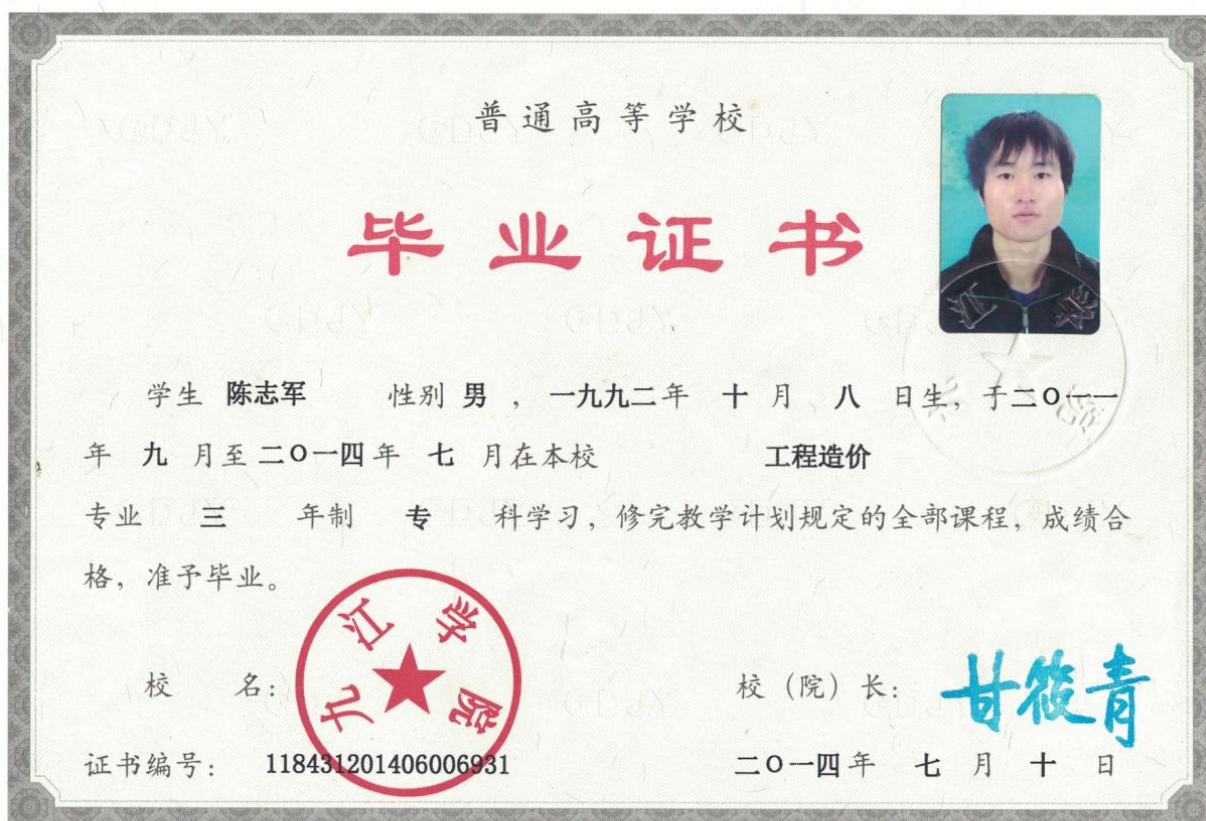 普通高等学校
毕业证书
学生 陈志军 性别 男 , 一九九二年 十 月 八 日生, 于二〇一一
年 九 月至二〇一四年 七 月在本校 工程造价
专业 三 年制 专 科学习, 修完教学计划规定的全部课程, 成绩合
格, 准予毕业。
九江学院
校 名: 校(院)长: 甘筱青
证书编号: 118431201406006931 二〇一四年 七 月 十 日